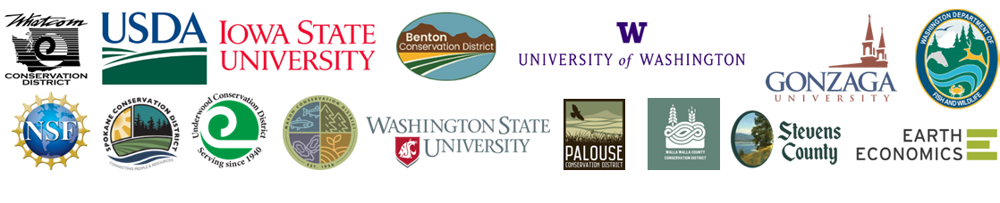 Whatcom
CONSERVATION
DISTRICT
USDA
IOWA STATE
UNIVERSITY
Benton
Conservation District
W
UNIVERSITY of WASHINGTON
GONZAGA
UNIVERSITY
WASHINGTON DEPARTMENT OF
FISH AND WILDLIFE
NSF
SPOKANE CONSERVATION DISTRICT
CONNECTING PEOPLE & RESOURCES
Underwood Conservation District
Serving since 1940
CONSERVATION DISTRICT
WASHINGTON STATE
UNIVERSITY
PALOUSE
CONSERVATION DISTRICT
WALLA WALLA COUNTY
CONSERVATION DISTRICT
Stevens
County
EARTH
ECONOMICS